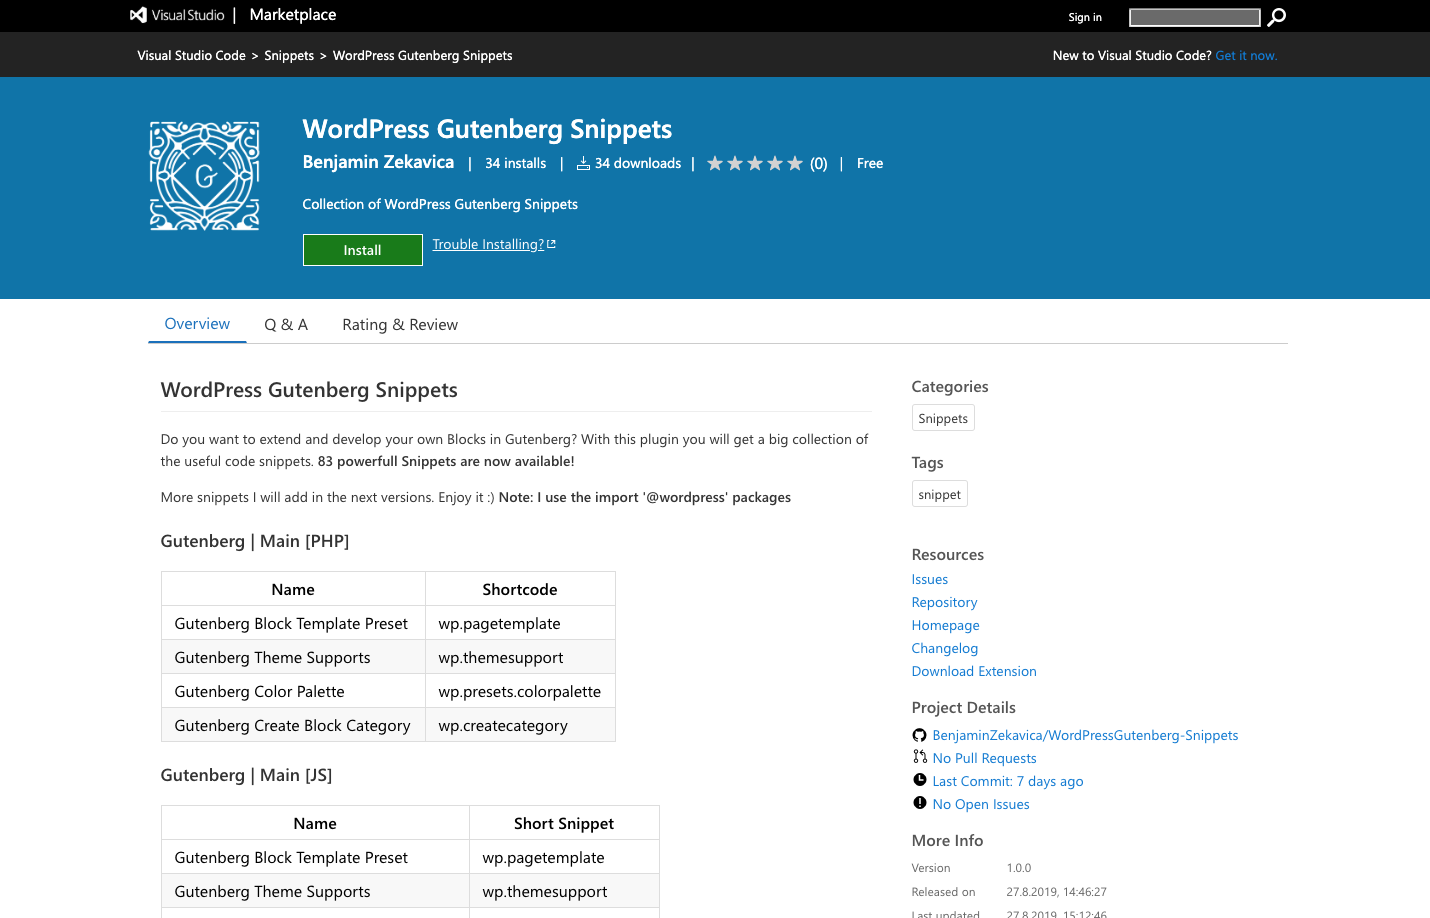 Visual Studio | Marketplace
Sign in
Visual Studio Code > Snippets > WordPress Gutenberg Snippets
New to Visual Studio Code? Get it now.
G
WordPress Gutenberg Snippets
Benjamin Zekavica | 34 installs | 34 downloads | (0) | Free
Collection of WordPress Gutenberg Snippets
Install
Trouble Installing?
Overview
Q & A
Rating & Review
WordPress Gutenberg Snippets
Do you want to extend and develop your own Blocks in Gutenberg? With this plugin you will get a big collection of
the useful code snippets. 83 powerfull Snippets are now available!
More snippets I will add in the next versions. Enjoy it :) Note: I use the import '@wordpress' packages
Gutenberg | Main [PHP]
Name Shortcode
Gutenberg Block Template Preset wp.pagetemplate
Gutenberg Theme Supports wp.themesupport
Gutenberg Color Palette wp.presets.colorpalette
Gutenberg Create Block Category wp.createcategory
Gutenberg | Main [JS]
Name Short Snippet
Gutenberg Block Template Preset wp.pagetemplate
Gutenberg Theme Supports wp.themesupport
Categories
Snippets
Tags
snippet
Resources
Issues
Repository
Homepage
Changelog
Download Extension
Project Details
BenjaminZekavica/WordPressGutenberg-Snippets
No Pull Requests
Last Commit: 7 days ago
No Open Issues
More Info
Version 1.0.0
Released on 27.8.2019, 14:46:27
Last updated 27.8.2019, 15:12:46